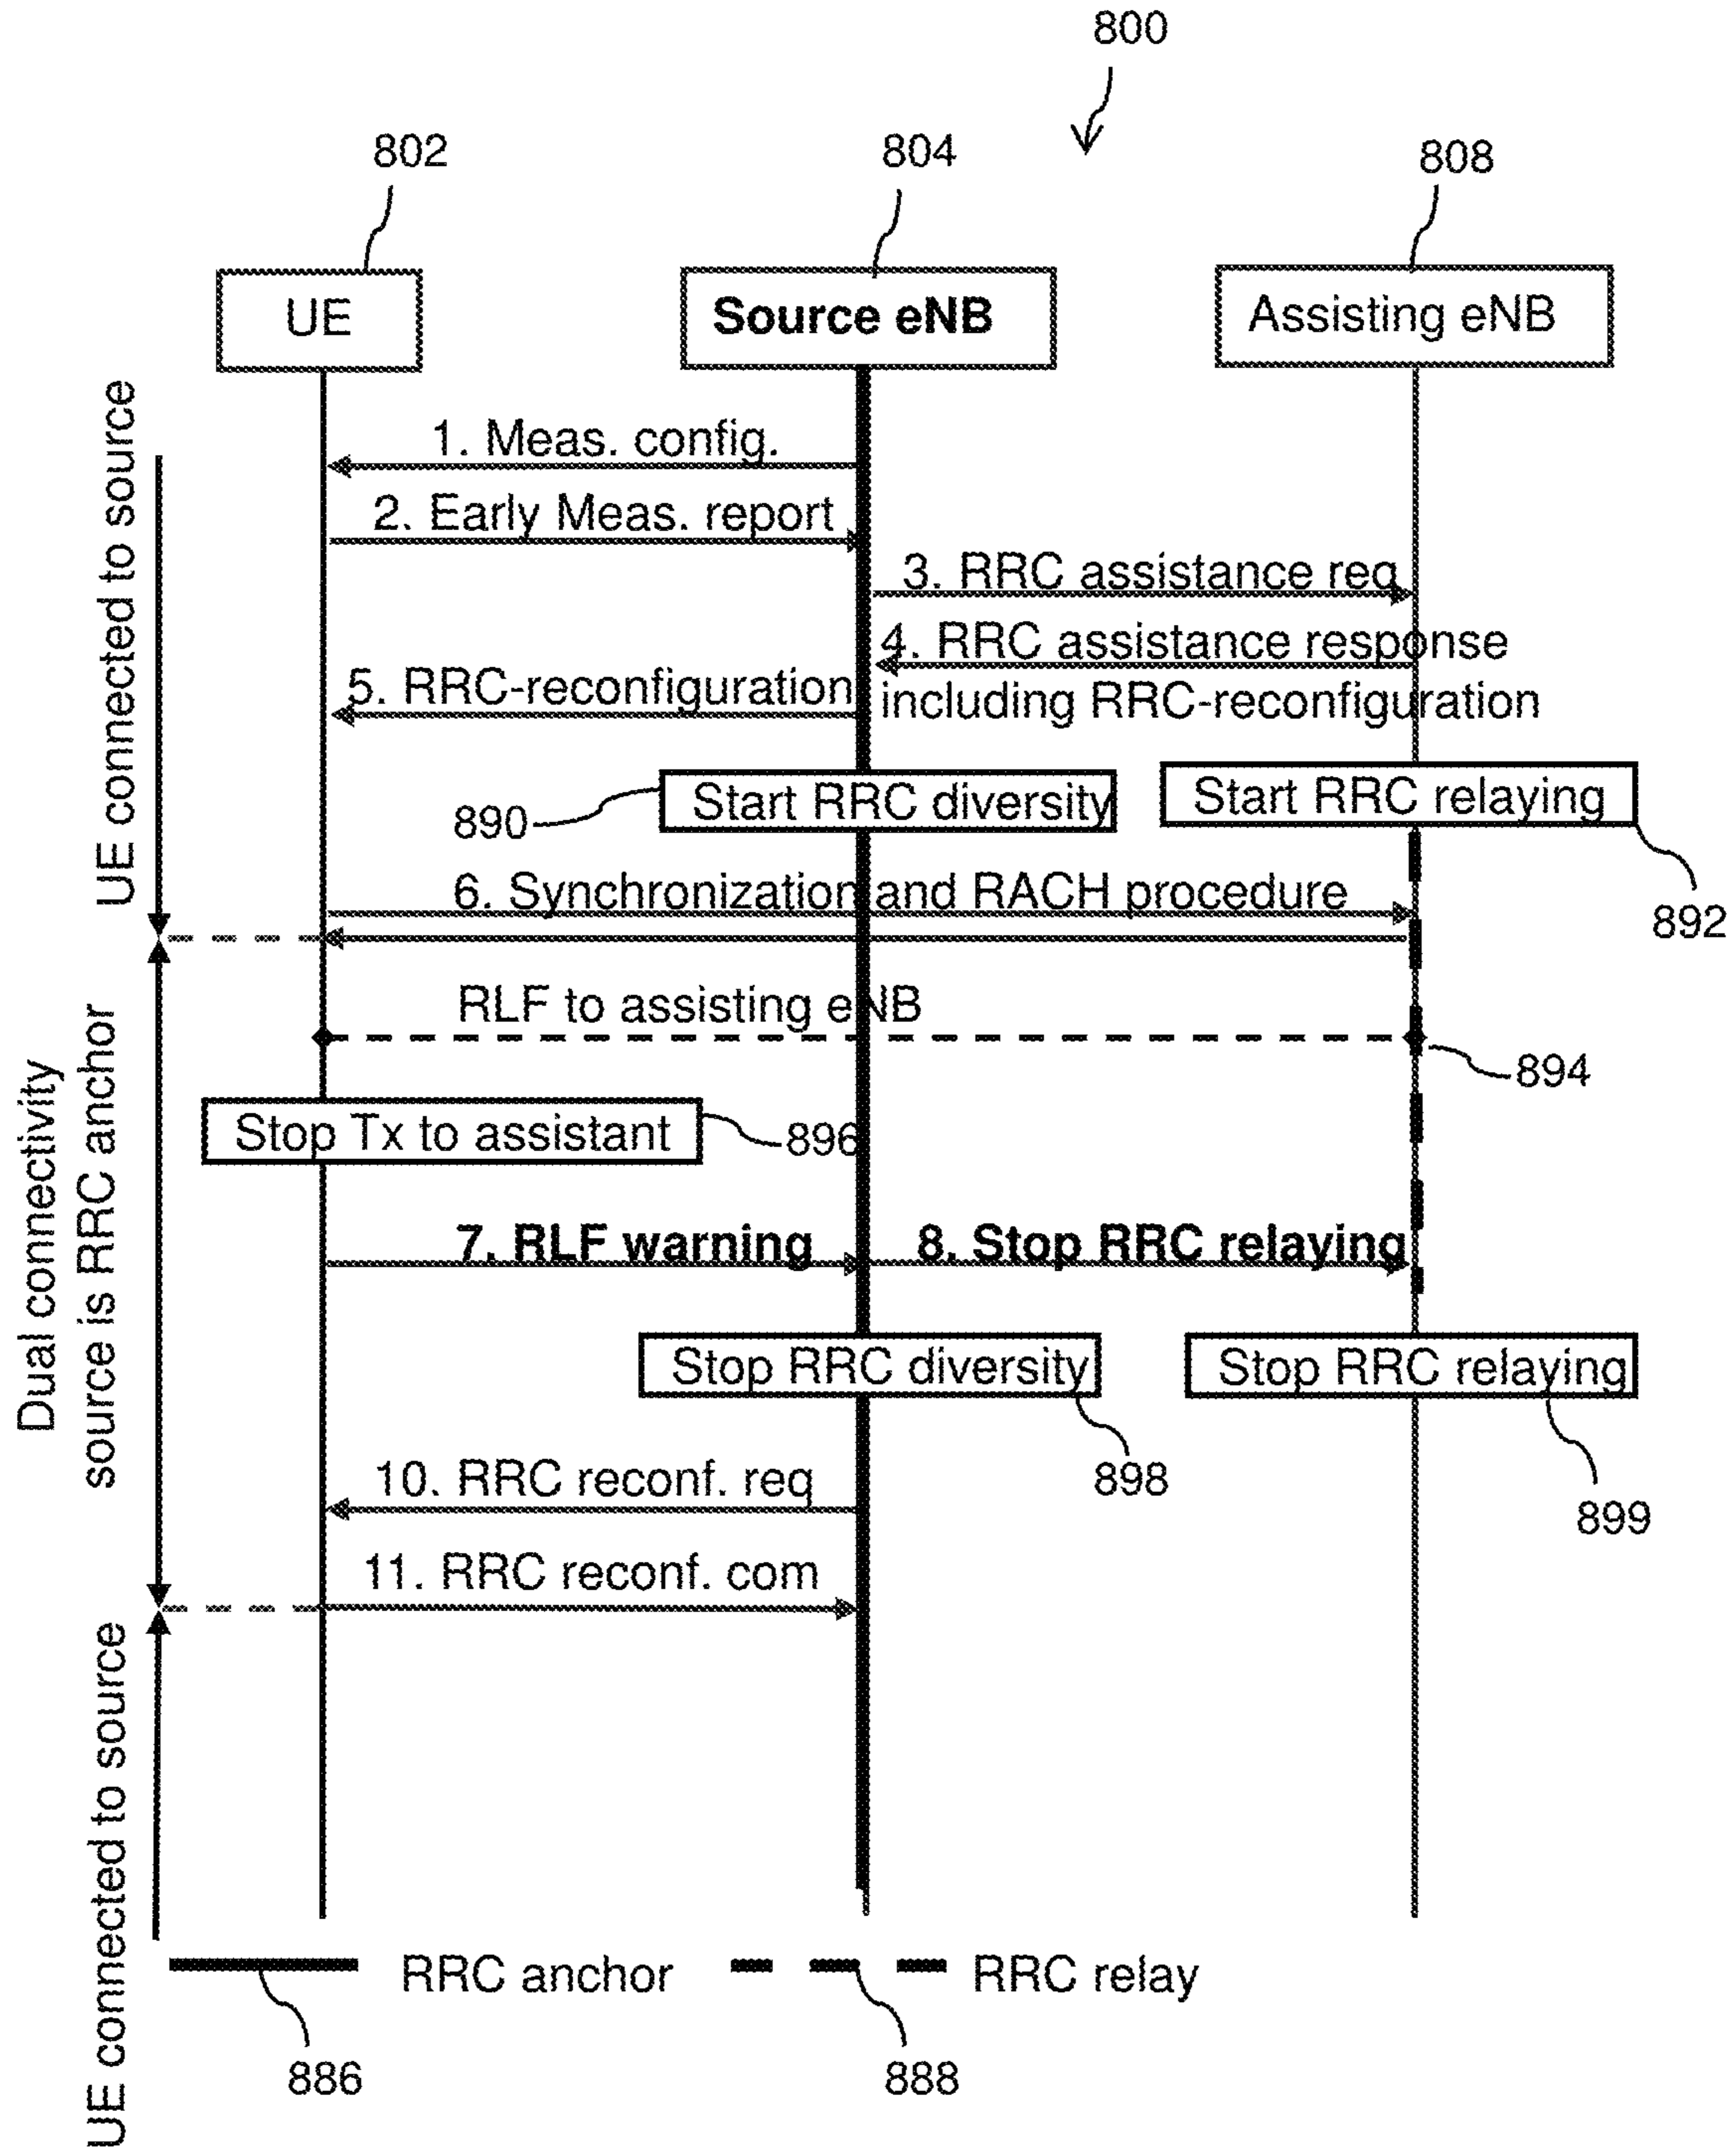 800
802
804
808
UE
Source eNB
Assisting eNB
UE connected to source
1. Meas. config.
2. Early Meas. report
3. RRC assistance req
4. RRC assistance response
including RRC-reconfiguration
5. RRC-reconfiguration
Start RRC diversity
Start RRC relaying
890
892
6. Synchronization and RACH procedure
Dual connectivity
source is RRC anchor
RLF to assisting eNB
894
Stop Tx to assistant
896
7. RLF warning
8. Stop RRC relaying
Stop RRC diversity
Stop RRC relaying
898
899
10. RRC reconf. req
11. RRC reconf. com
UE connected to source
RRC anchor
RRC relay
886
888